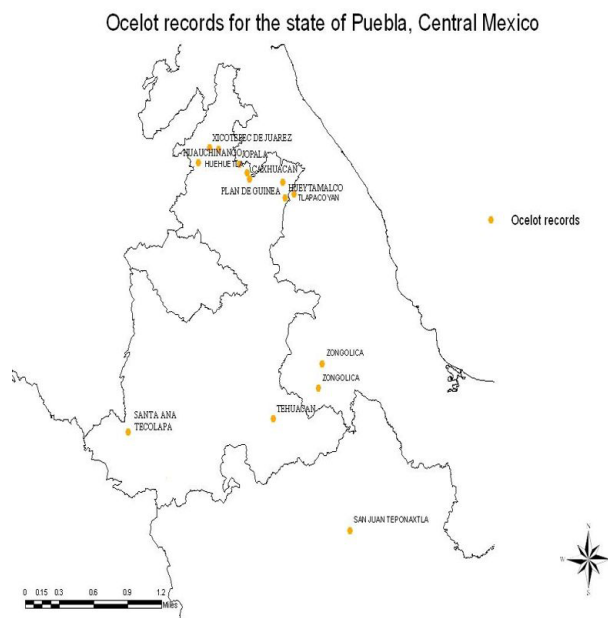 Ocelot records for the state of Puebla, Central Mexico
XICOTEPEC DE JUAREZ
HUAUCHINANGO
JOPALA
HUEHUETLA
CAXHUACAN
PLAN DE GUINEA
HUEYTAMALCO
TLAPACOYAN
Ocelot records
ZONGOLICA
ZONGOLICA
SANTA ANA
TECOLAPA
TEHUACAN
SAN JUAN TEPONAXTLA
0 0.15 0.3 0.6 0.9 1.2
Miles